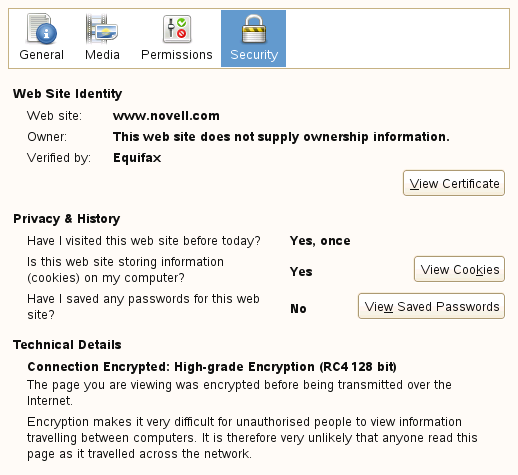 General Media Permissions Security
Web Site Identity
Web site: www.novell.com
Owner: This web site does not supply ownership information.
Verified by: Equifax
View Certificate
Privacy & History
Have I visited this web site before today? Yes, once
Is this web site storing information
(cookies) on my computer? Yes View Cookies
Have I saved any passwords for this web
site? No View Saved Passwords
Technical Details
Connection Encrypted: High-grade Encryption (RC4 128 bit)
The page you are viewing was encrypted before being transmitted over the
Internet.
Encryption makes it very difficult for unauthorised people to view information
travelling between computers. It is therefore very unlikely that anyone read this
page as it travelled across the network.